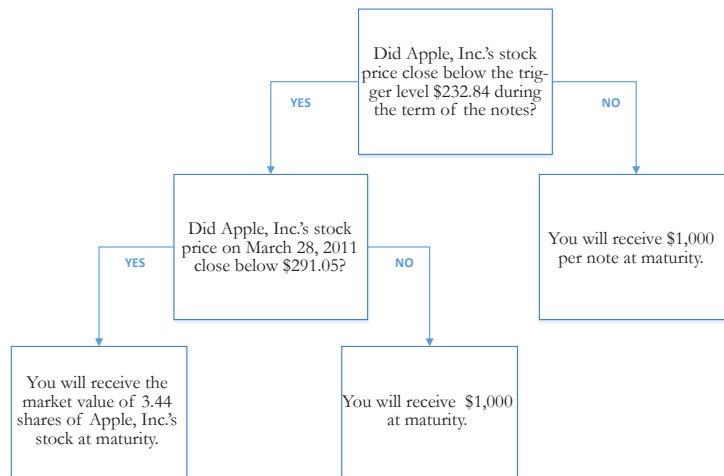 Did Apple, Inc.'s stock
price close below the trig-
ger level $232.84 during
the term of the notes?
YES
NO
Did Apple, Inc.'s stock
price on March 28, 2011
close below $291.05?
You will receive $1,000
per note at maturity.
YES
NO
You will receive the
market value of 3.44
shares of Apple, Inc.'s
stock at maturity.
You will receive $1,000
at maturity.